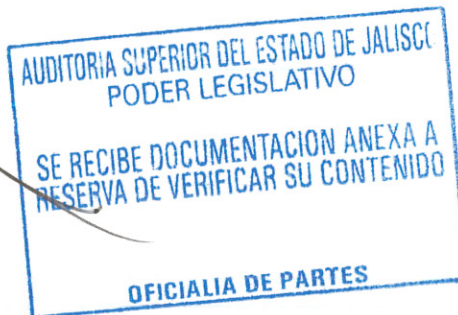 AUDITORIA SUPERIOR DEL ESTADO DE JALISCO
PODER LEGISLATIVO
SE RECIBE DOCUMENTACION ANEXA A
RESERVA DE VERIFICAR SU CONTENIDO
OFICIALIA DE PARTES